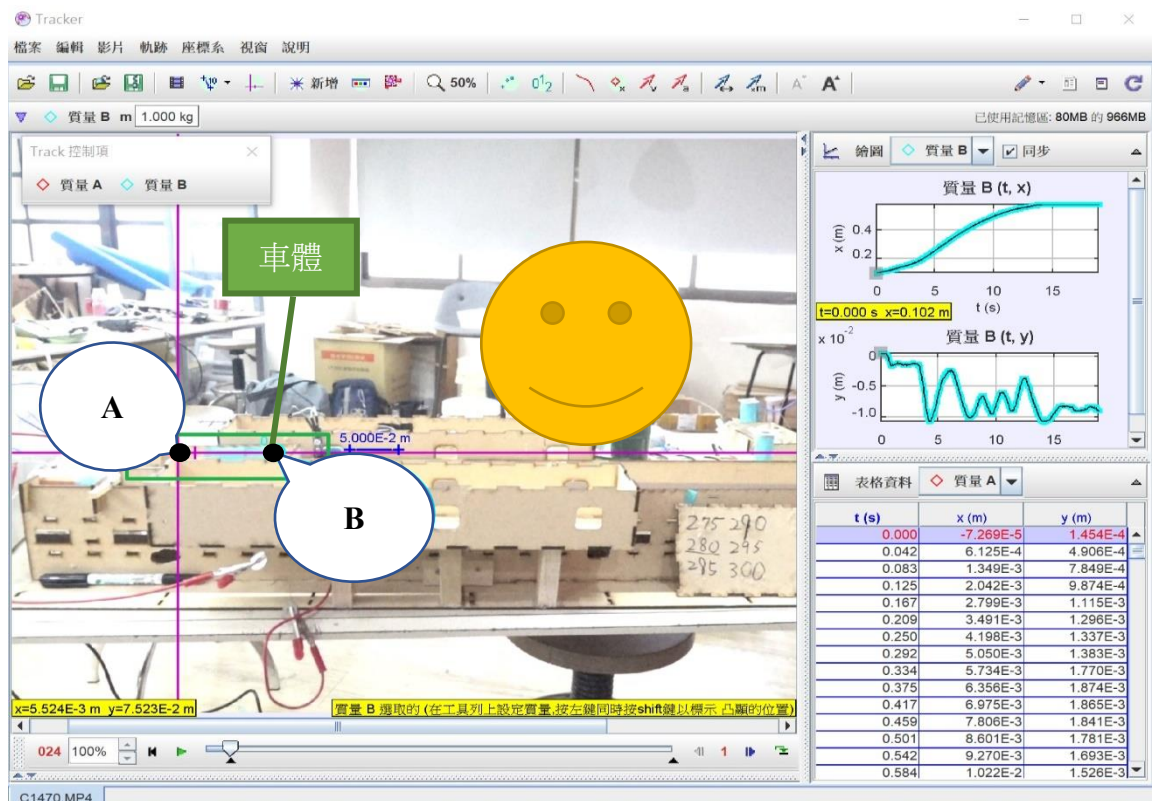 Tracker
檔案 編輯 影片 軌跡 座標系 視窗 說明
新增 50%
質量 B m 1.000 kg
已使用記憶區: 80MB 的 966MB
Track 控制項
質量 A 質量 B
車體
A
B
5.000E-2 m
275 290
280 295
285 300
x=5.524E-3 m y=7.523E-2 m
質量 B 選取的 (在工具列上設定質量,按左鍵同時按shift鍵以標示 凸顯的位置)
024 100% 1
C1470.MP4
繪圖 質量 B 同步
質量 B (t, x)
x (m)
0.4
0.2
0 5 10 15
t (s)
t=0.000 s x=0.102 m
x 10-2
質量 B (t, y)
y (m)
0
-0.5
-1.0
0 5 10 15
表格資料 質量 A
t (s) x (m) y (m)
0.000 -7.269E-5 1.454E-4
0.042 6.125E-4 4.906E-4
0.083 1.349E-3 7.849E-4
0.125 2.042E-3 9.874E-4
0.167 2.799E-3 1.115E-3
0.209 3.491E-3 1.296E-3
0.250 4.198E-3 1.337E-3
0.292 5.050E-3 1.383E-3
0.334 5.734E-3 1.770E-3
0.375 6.356E-3 1.874E-3
0.417 6.975E-3 1.865E-3
0.459 7.806E-3 1.841E-3
0.501 8.601E-3 1.781E-3
0.542 9.270E-3 1.693E-3
0.584 1.022E-2 1.526E-3